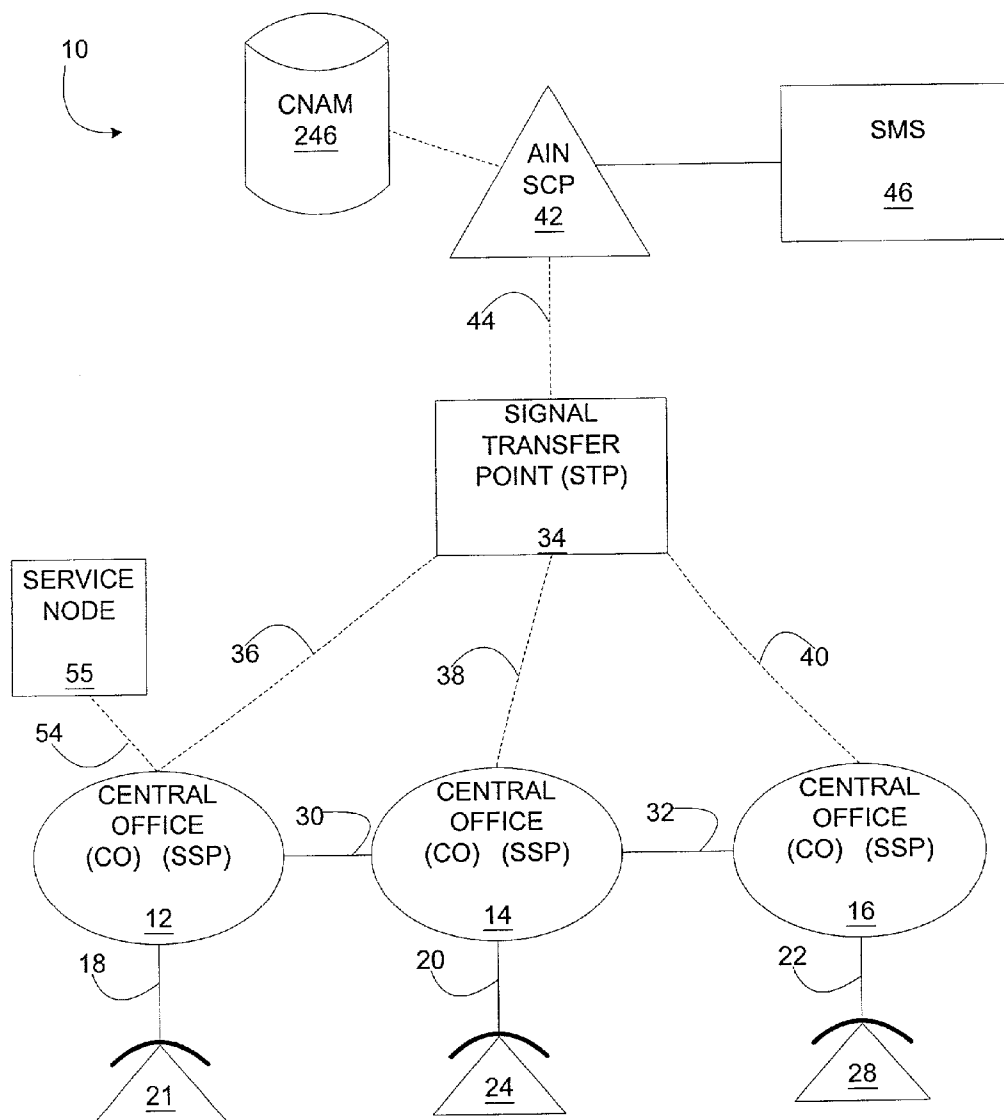 10
CNAM
246
AIN
SCP
42
SMS
46
44
SIGNAL
TRANSFER
POINT (STP)
34
SERVICE
NODE
55
36
38
40
54
CENTRAL
OFFICE
(CO) (SSP)
12
30
CENTRAL
OFFICE
(CO) (SSP)
14
32
CENTRAL
OFFICE
(CO) (SSP)
16
18
20
22
21
24
28